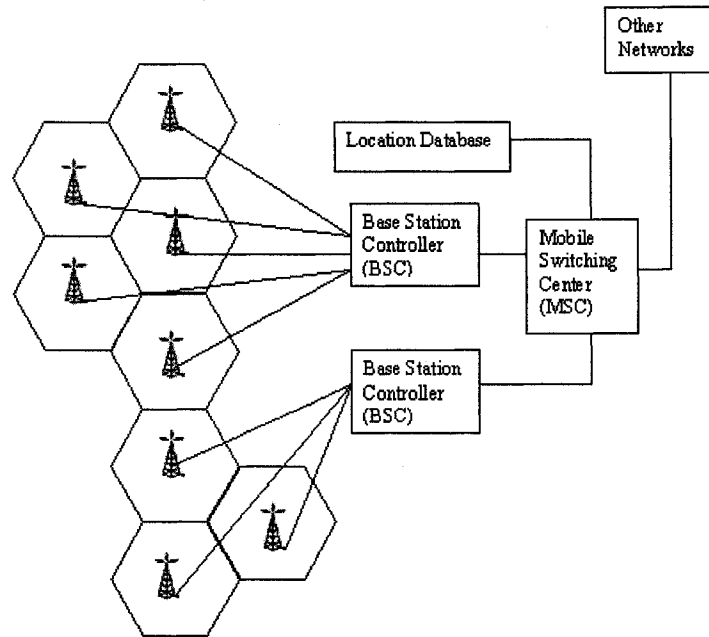 Other
Networks
Location Database
Base Station
Controller
(BSC)
Mobile
Switching
Center
(MSC)
Base Station
Controller
(BSC)